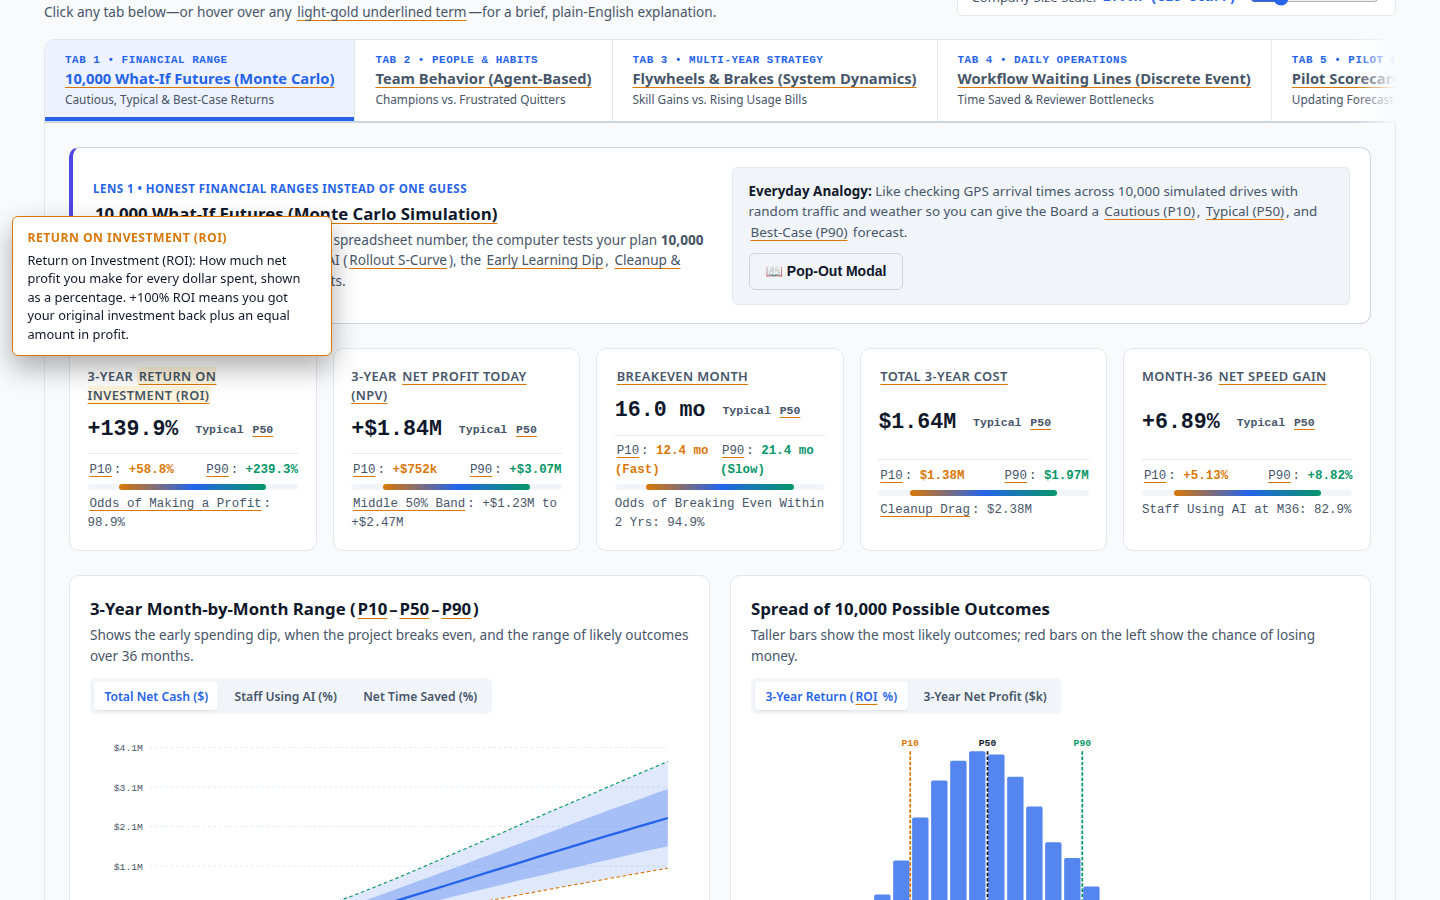 Click any tab below—or hover over any light-gold underlined term—for a brief, plain-English explanation.
TAB 1 • FINANCIAL RANGE
10,000 What-If Futures (Monte Carlo)
Cautious, Typical & Best-Case Returns
TAB 2 • PEOPLE & HABITS
Team Behavior (Agent-Based)
Champions vs. Frustrated Quitters
TAB 3 • MULTI-YEAR STRATEGY
Flywheels & Brakes (System Dynamics)
Skill Gains vs. Rising Usage Bills
TAB 4 • DAILY OPERATIONS
Workflow Waiting Lines (Discrete Event)
Time Saved & Reviewer Bottlenecks
TAB 5 • PILOT
Pilot Scorecar
Updating Forecast
LENS 1 • HONEST FINANCIAL RANGES INSTEAD OF ONE GUESS
10,000 What-If Futures (Monte Carlo Simulation)
spreadsheet number, the computer tests your plan 10,000
AI (Rollout S-Curve), the Early Learning Dip, Cleanup &
ts.
RETURN ON INVESTMENT (ROI)
Return on Investment (ROI): How much net
profit you make for every dollar spent, shown
as a percentage. +100% ROI means you got
your original investment back plus an equal
amount in profit.
Everyday Analogy: Like checking GPS arrival times across 10,000 simulated drives with
random traffic and weather so you can give the Board a Cautious (P10), Typical (P50), and
Best-Case (P90) forecast.
📖 Pop-Out Modal
3-YEAR RETURN ON
INVESTMENT (ROI)
+139.9% Typical P50
P10: +58.8% P90: +239.3%
Odds of Making a Profit:
98.9%
3-YEAR NET PROFIT TODAY
(NPV)
+$1.84M Typical P50
P10: +$752k P90: +$3.07M
Middle 50% Band: +$1.23M to
+$2.47M
BREAKEVEN MONTH
16.0 mo Typical P50
P10: 12.4 mo P90: 21.4 mo
(Fast) (Slow)
Odds of Breaking Even Within
2 Yrs: 94.9%
TOTAL 3-YEAR COST
$1.64M Typical P50
P10: $1.38M P90: $1.97M
Cleanup Drag: $2.38M
MONTH-36 NET SPEED GAIN
+6.89% Typical P50
P10: +5.13% P90: +8.82%
Staff Using AI at M36: 82.9%
3-Year Month-by-Month Range (P10–P50–P90)
Shows the early spending dip, when the project breaks even, and the range of likely outcomes
over 36 months.
Total Net Cash ($) Staff Using AI (%) Net Time Saved (%)
$4.1M
$3.1M
$2.1M
$1.1M
Spread of 10,000 Possible Outcomes
Taller bars show the most likely outcomes; red bars on the left show the chance of losing
money.
3-Year Return (ROI %) 3-Year Net Profit ($k)
P10 P50 P90